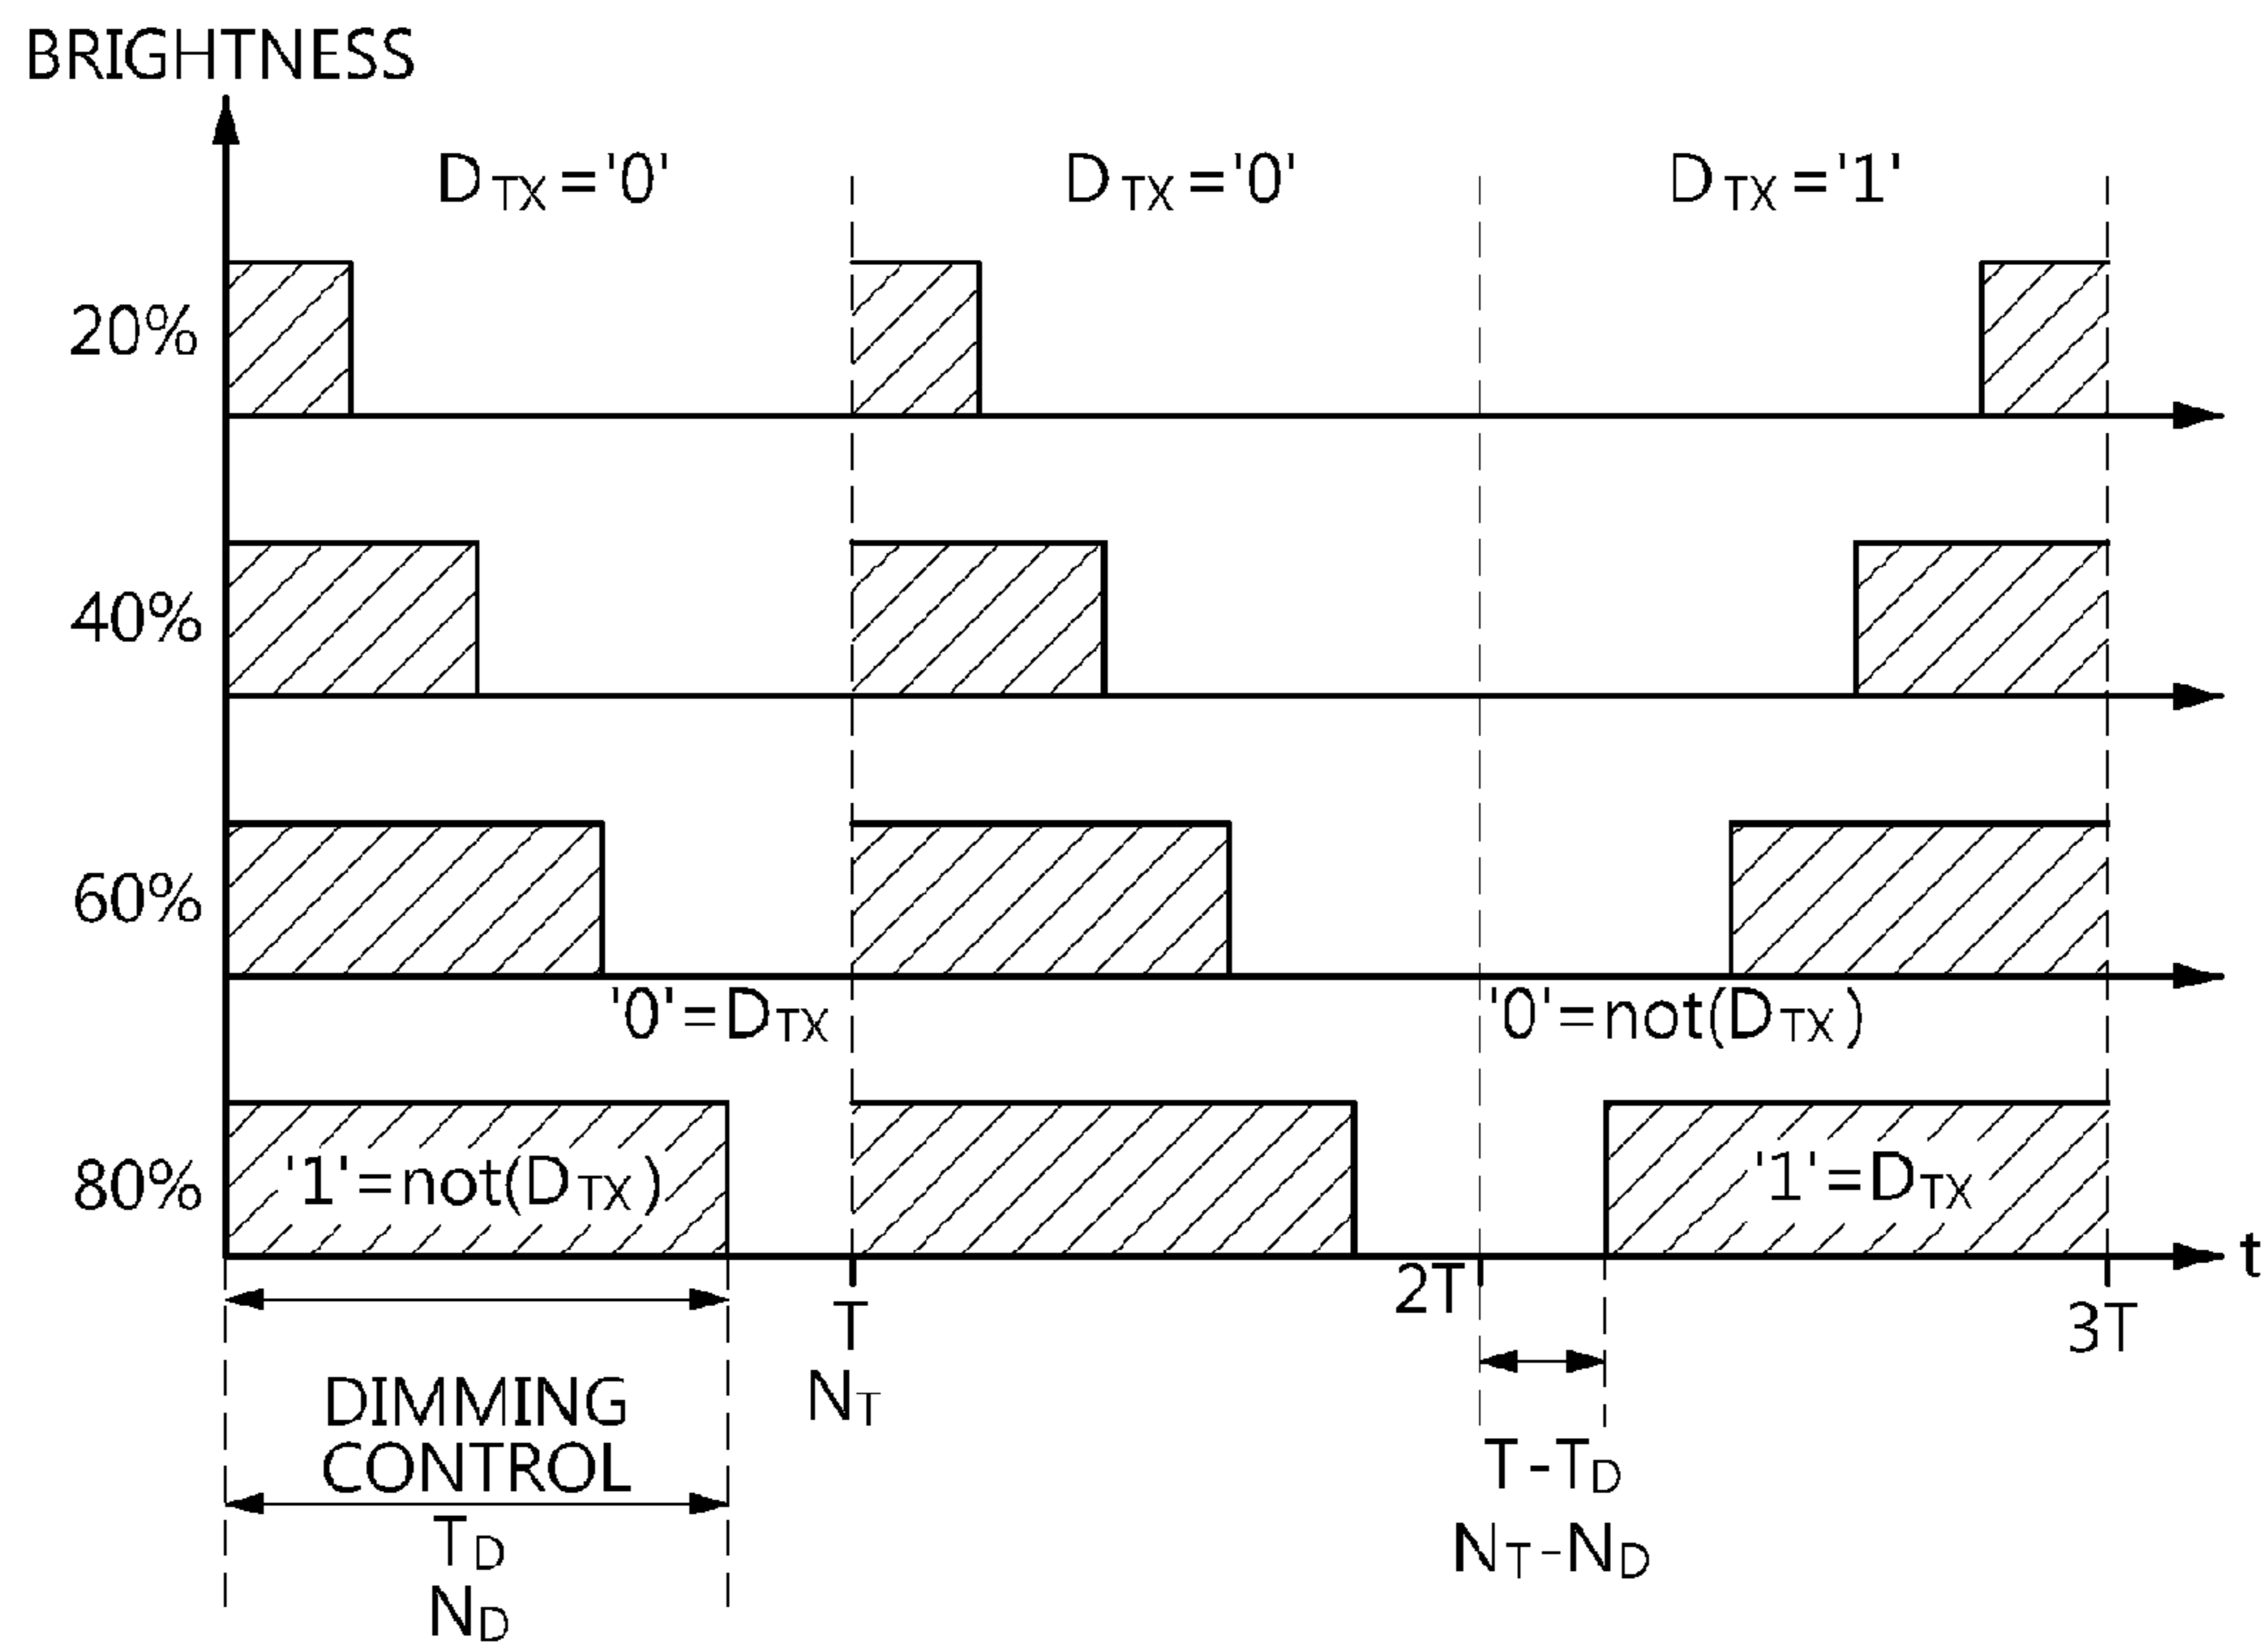 BRIGHTNESS
DTX='0' DTX='0' DTX='1'
20%
40%
60%
'0'=DTX '0'=not(DTX)
80% '1'=not(DTX) '1'=DTX
t
2T
T
3T
NT
DIMMING
CONTROL
T-TD
TD
NT-ND
ND